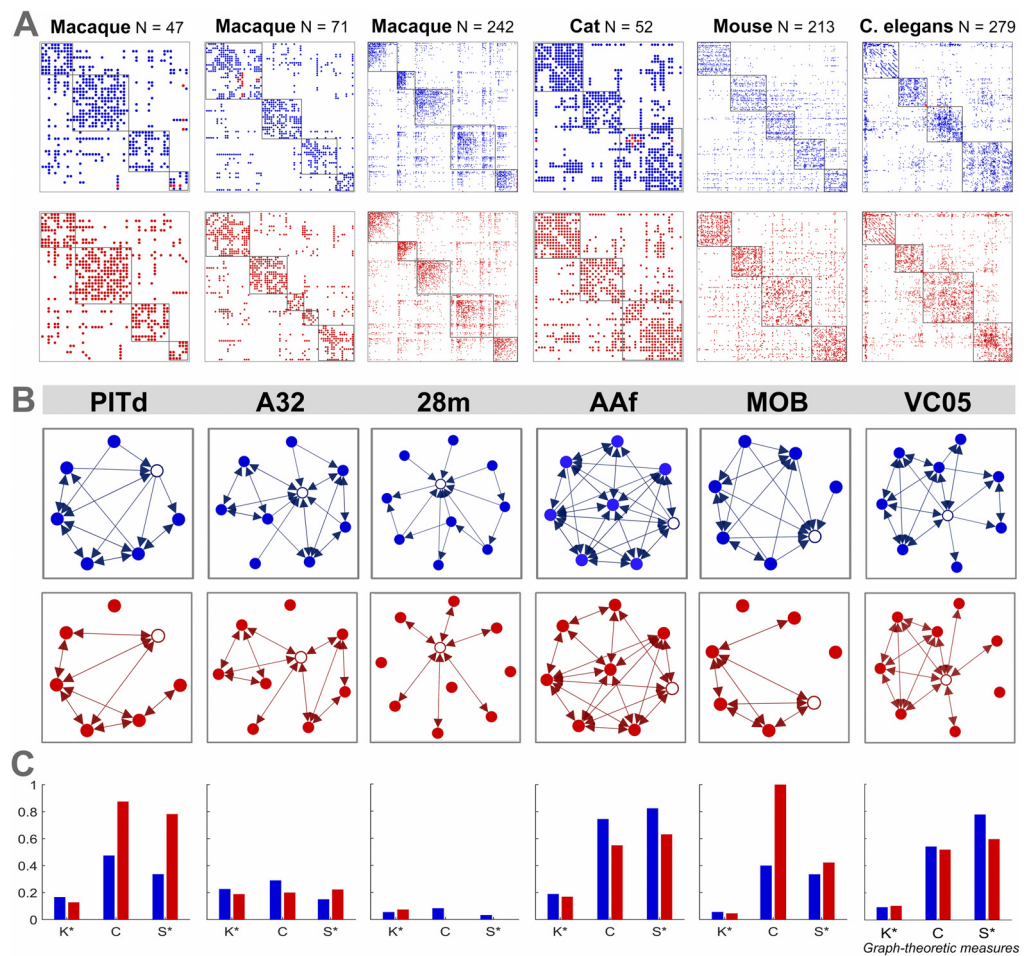 A
Macaque N = 47 Macaque N = 71 Macaque N = 242 Cat N = 52 Mouse N = 213 C. elegans N = 279
B
PITd A32 28m AAf MOB VC05
C
1
0.8
0.6
0.4
0.2
0
K* C S* K* C S* K* C S* K* C S* K* C S* K* C S*
Graph-theoretic measures